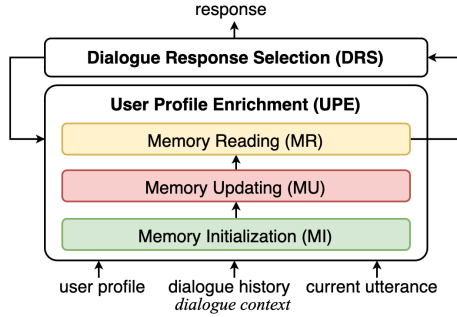 response
Dialogue Response Selection (DRS)
User Profile Enrichment (UPE)
Memory Reading (MR)
Memory Updating (MU)
Memory Initialization (MI)
user profile dialogue history current utterance
dialogue context